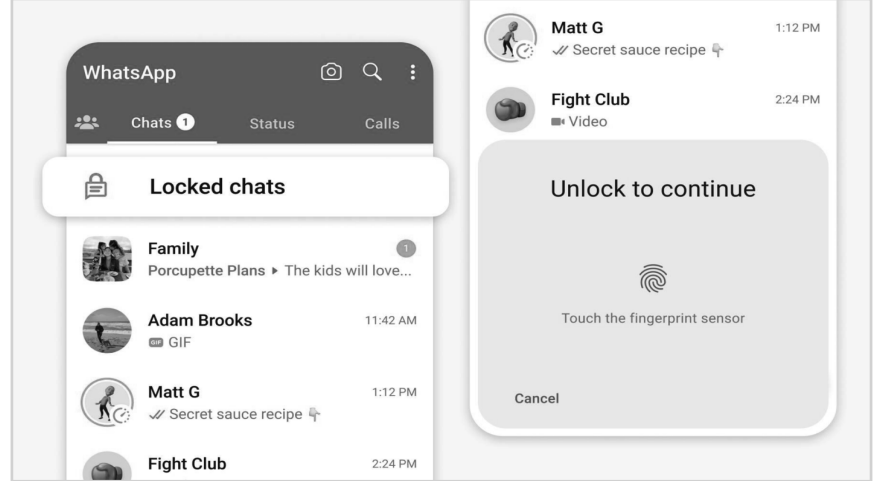 WhatsApp
Chats 1
Status
Calls
Locked chats
Family
1
Porcupette Plans ▸ The kids will love...
Adam Brooks
11:42 AM
GIF GIF
Matt G
1:12 PM
Secret sauce recipe 👇
Fight Club
2:24 PM
Matt G
1:12 PM
Secret sauce recipe 👇
Fight Club
2:24 PM
Video
Unlock to continue
Touch the fingerprint sensor
Cancel